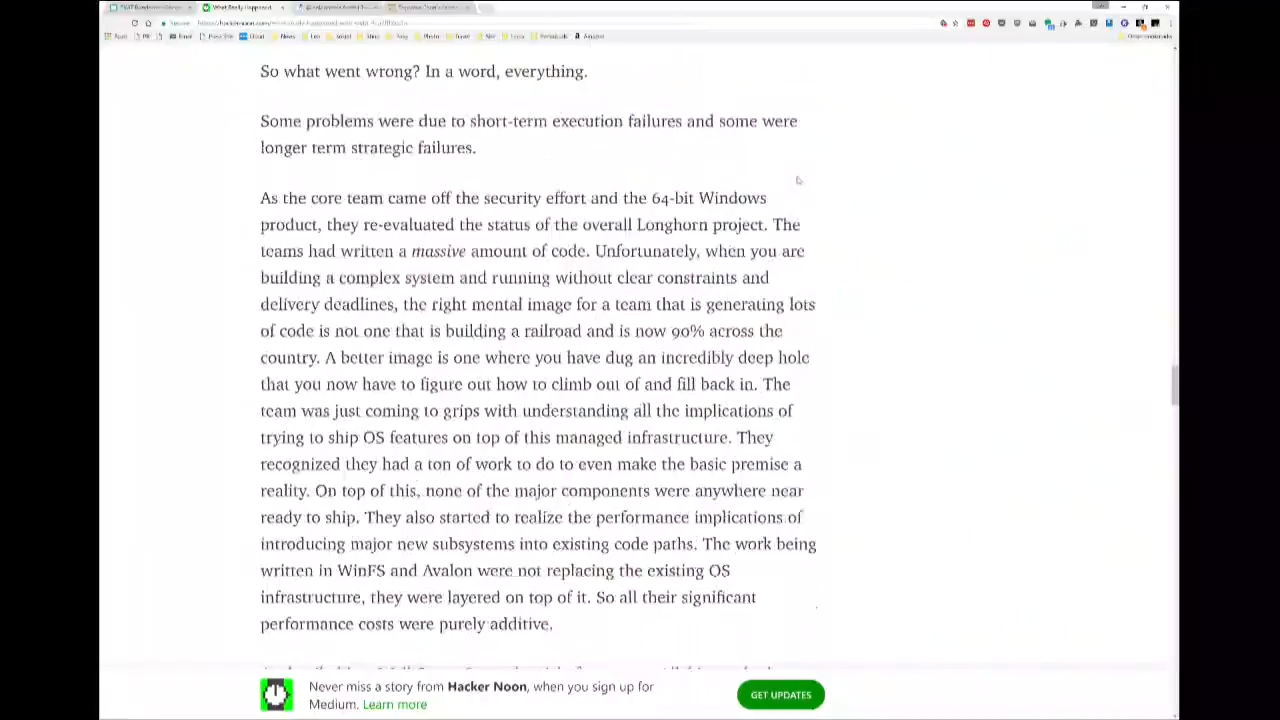 What Really Happened
So what went wrong? In a word, everything.
Some problems were due to short-term execution failures and some were
longer term strategic failures.
As the core team came off the security effort and the 64-bit Windows
product, they re-evaluated the status of the overall Longhorn project. The
teams had written a massive amount of code. Unfortunately, when you are
building a complex system and running without clear constraints and
delivery deadlines, the right mental image for a team that is generating lots
of code is not one that is building a railroad and is now 90% across the
country. A better image is one where you have dug an incredibly deep hole
that you now have to figure out how to climb out of and fill back in. The
team was just coming to grips with understanding all the implications of
trying to ship OS features on top of this managed infrastructure. They
recognized they had a ton of work to do to even make the basic premise a
reality. On top of this, none of the major components were anywhere near
ready to ship. They also started to realize the performance implications of
introducing major new subsystems into existing code paths. The work being
written in WinFS and Avalon were not replacing the existing OS
infrastructure, they were layered on top of it. So all their significant
performance costs were purely additive.
Never miss a story from Hacker Noon, when you sign up for
Medium. Learn more
GET UPDATES